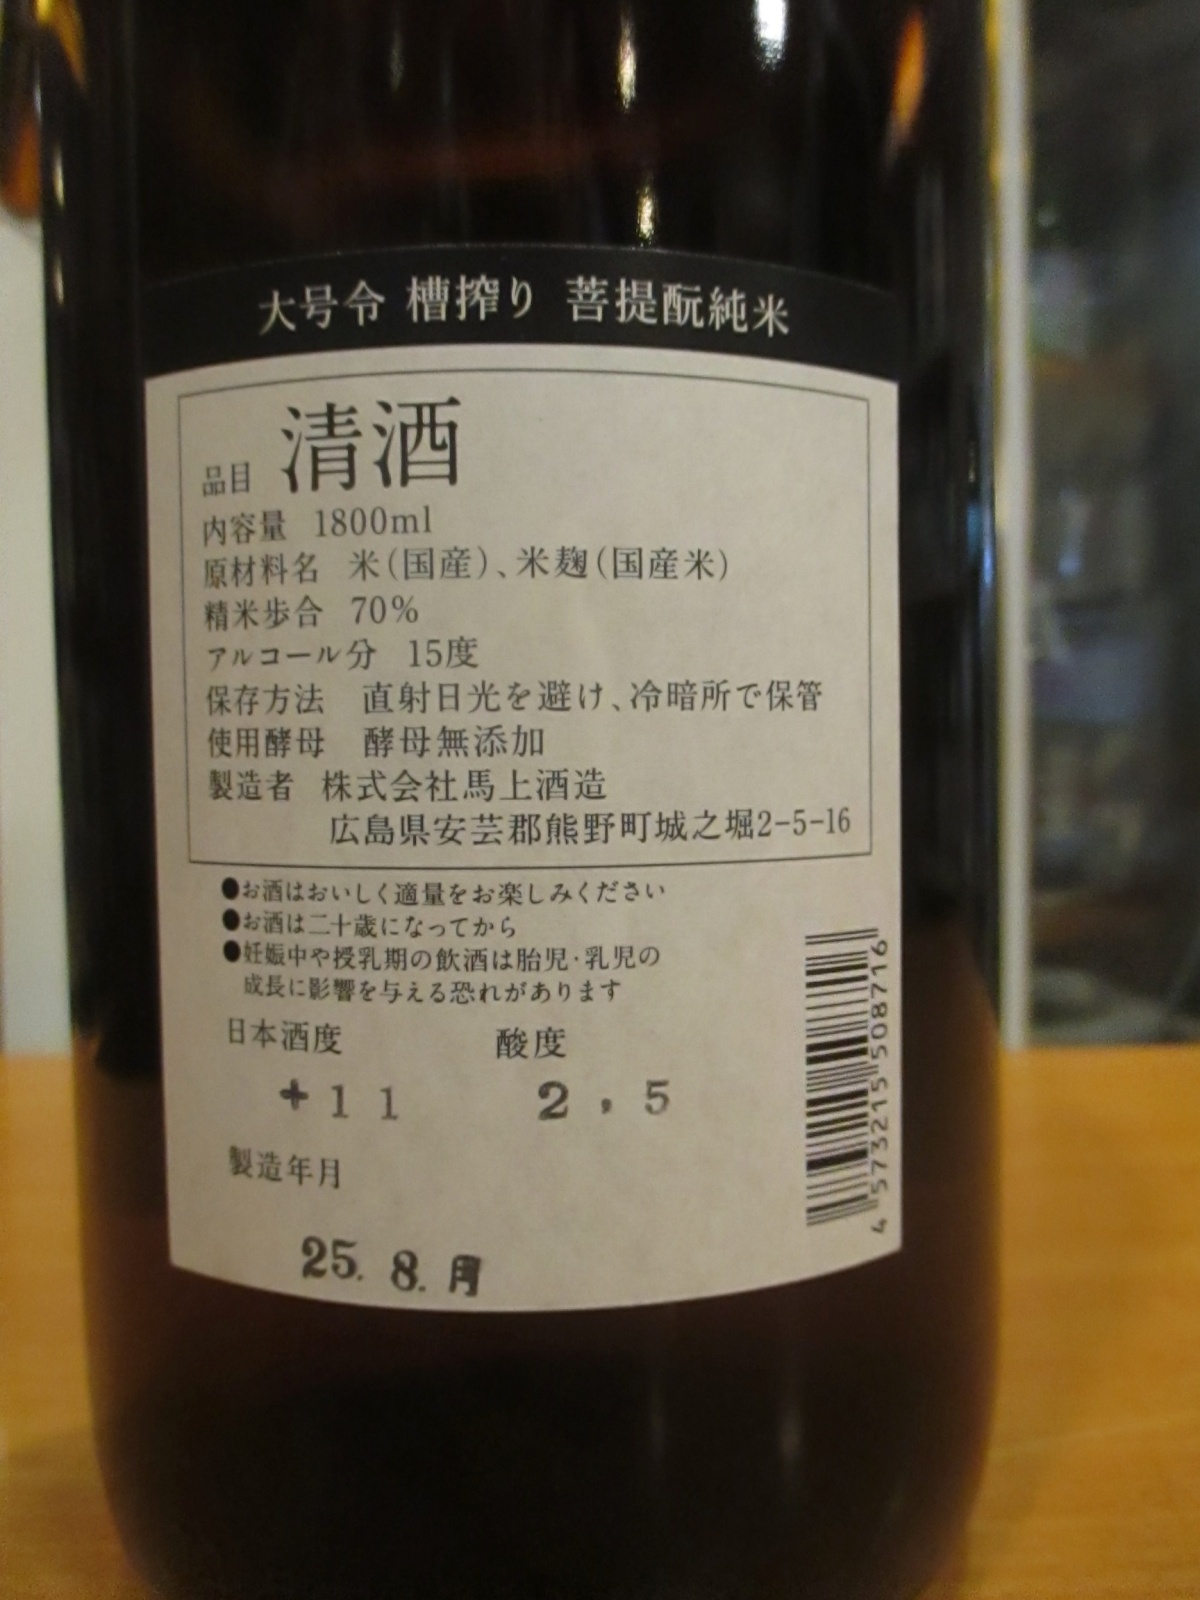 大号令 槽搾り 菩提酛純米
品目 清酒
内容量 1800ml
原材料名 米(国産)、米麹(国産米)
精米歩合 70%
アルコール分 15度
保存方法 直射日光を避け、冷暗所で保管
使用酵母 酵母無添加
製造者 株式会社馬上酒造
広島県安芸郡熊野町城之堀2-5-16
●お酒はおいしく適量をお楽しみください
●お酒は二十歳になってから
●妊娠中や授乳期の飲酒は胎児・乳児の
成長に影響を与える恐れがあります
日本酒度 酸度
+11 2.5
製造年月
25. 8. 月
4 573215 508716